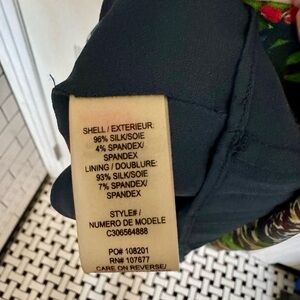 SHELL / EXTERIEUR:
96% SILK/SOIE
4% SPANDEX/
SPANDEX
LINING / DOUBLURE:
93% SILK/SOIE
7% SPANDEX/
SPANDEX
STYLE# /
NUMERO DE MODELE
C306564888
PO# 108201
RN# 107677
CARE ON REVERSE/